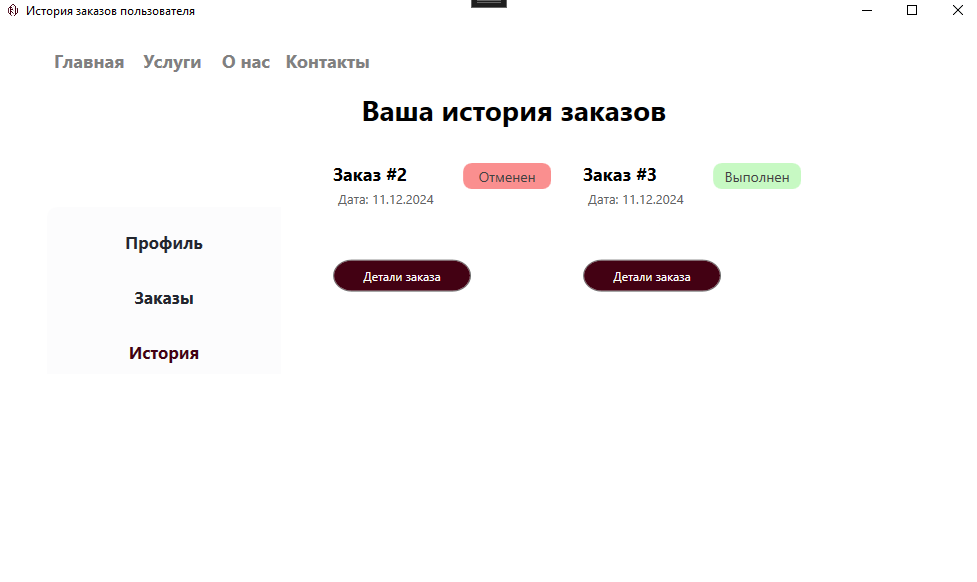 История заказов пользователя
Главная Услуги О нас Контакты
Ваша история заказов
Заказ #2 Отменен
Дата: 11.12.2024
Детали заказа
Заказ #3 Выполнен
Дата: 11.12.2024
Детали заказа
Профиль
Заказы
История